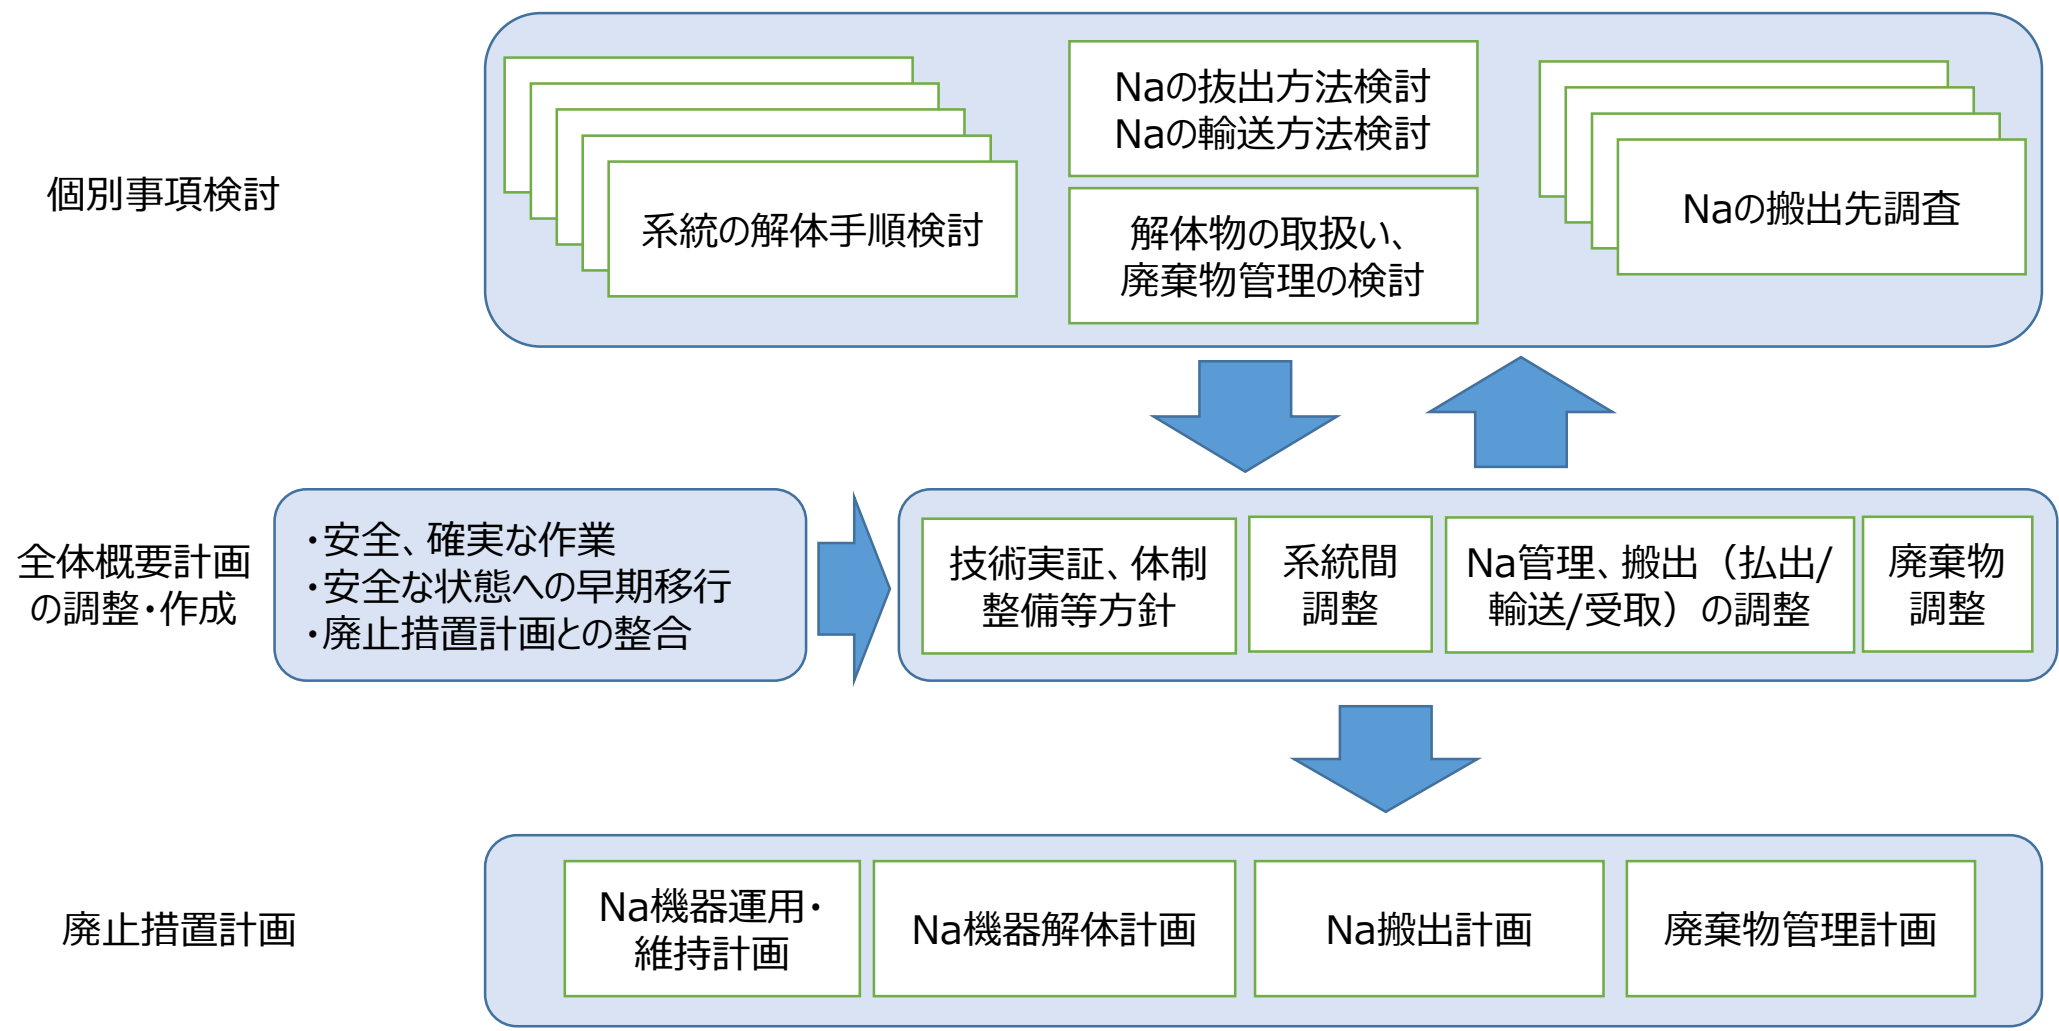 個別事項検討
系統の解体手順検討
Naの抜出方法検討
Naの輸送方法検討
解体物の取扱い、
廃棄物管理の検討
Naの搬出先調査
全体概要計画
の調整・作成
・安全、確実な作業
・安全な状態への早期移行
・廃止措置計画との整合
技術実証、体制
整備等方針
系統間
調整
Na管理、搬出（払出/
輸送/受取）の調整
廃棄物
調整
廃止措置計画
Na機器運用・
維持計画
Na機器解体計画
Na搬出計画
廃棄物管理計画